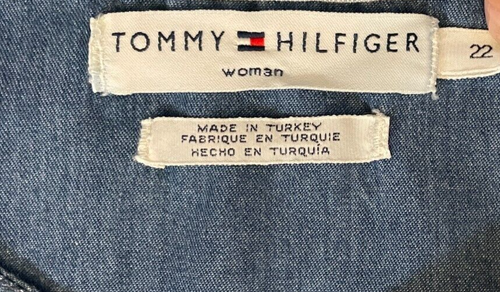 TOMMY HILFIGER
woman
22
MADE IN TURKEY
FABRIQUE EN TURQUIE
HECHO EN TURQUÍA